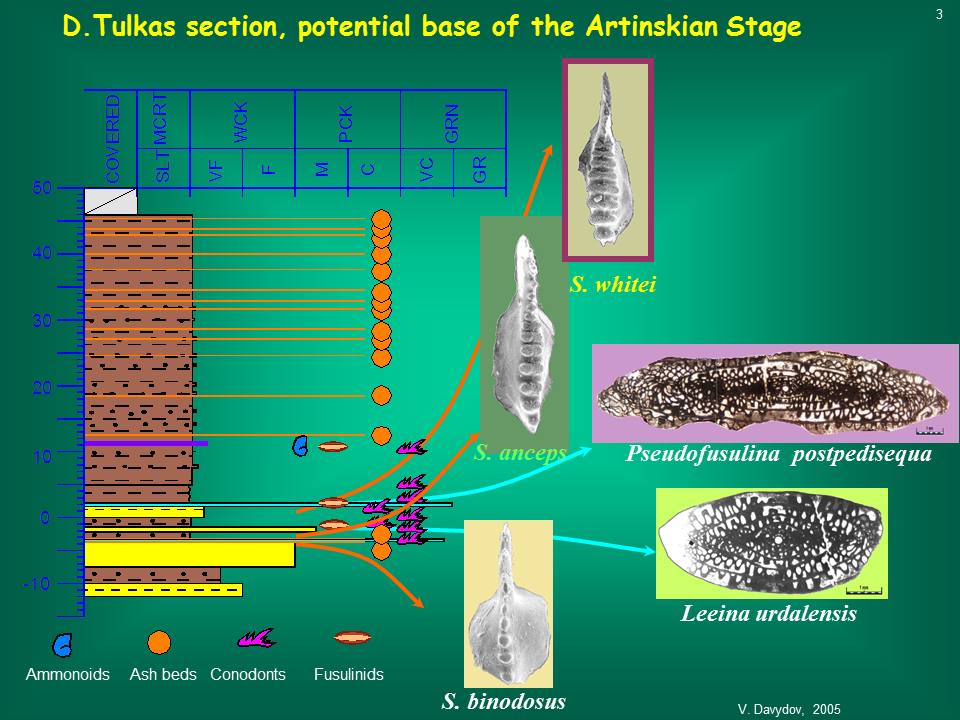 3
D.Tulkas section, potential base of the Artinskian Stage
COVERED
MCRT
SLT
WCK
VF
F
PCK
M
C
GRN
VC
GR
50
40
30
20
10
0
-10
S. whitei
S. anceps
Pseudofusulina postpedisequa
Leeina urdalensis
S. binodosus
Ammonoids Ash beds Conodonts Fusulinids
V. Davydov, 2005